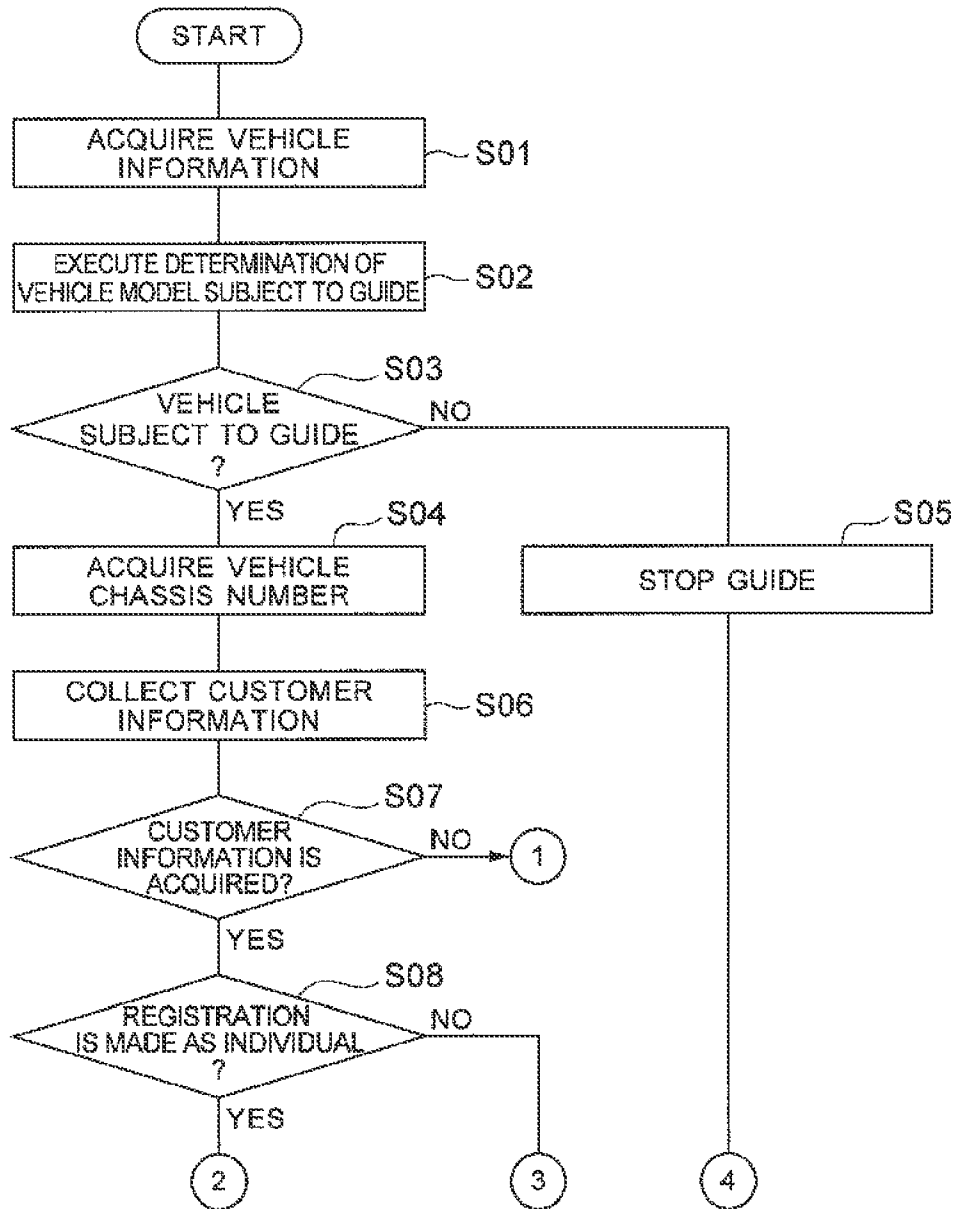 START
ACQUIRE VEHICLE
INFORMATION
S01
EXECUTE DETERMINATION OF
VEHICLE MODEL SUBJECT TO GUIDE
S02
S03
VEHICLE
SUBJECT TO GUIDE
?
NO
YES
S04
ACQUIRE VEHICLE
CHASSIS NUMBER
S05
STOP GUIDE
COLLECT CUSTOMER
INFORMATION
S06
S07
CUSTOMER
INFORMATION IS
ACQUIRED?
NO
1
YES
S08
REGISTRATION
IS MADE AS INDIVIDUAL
?
NO
YES
2
3
4